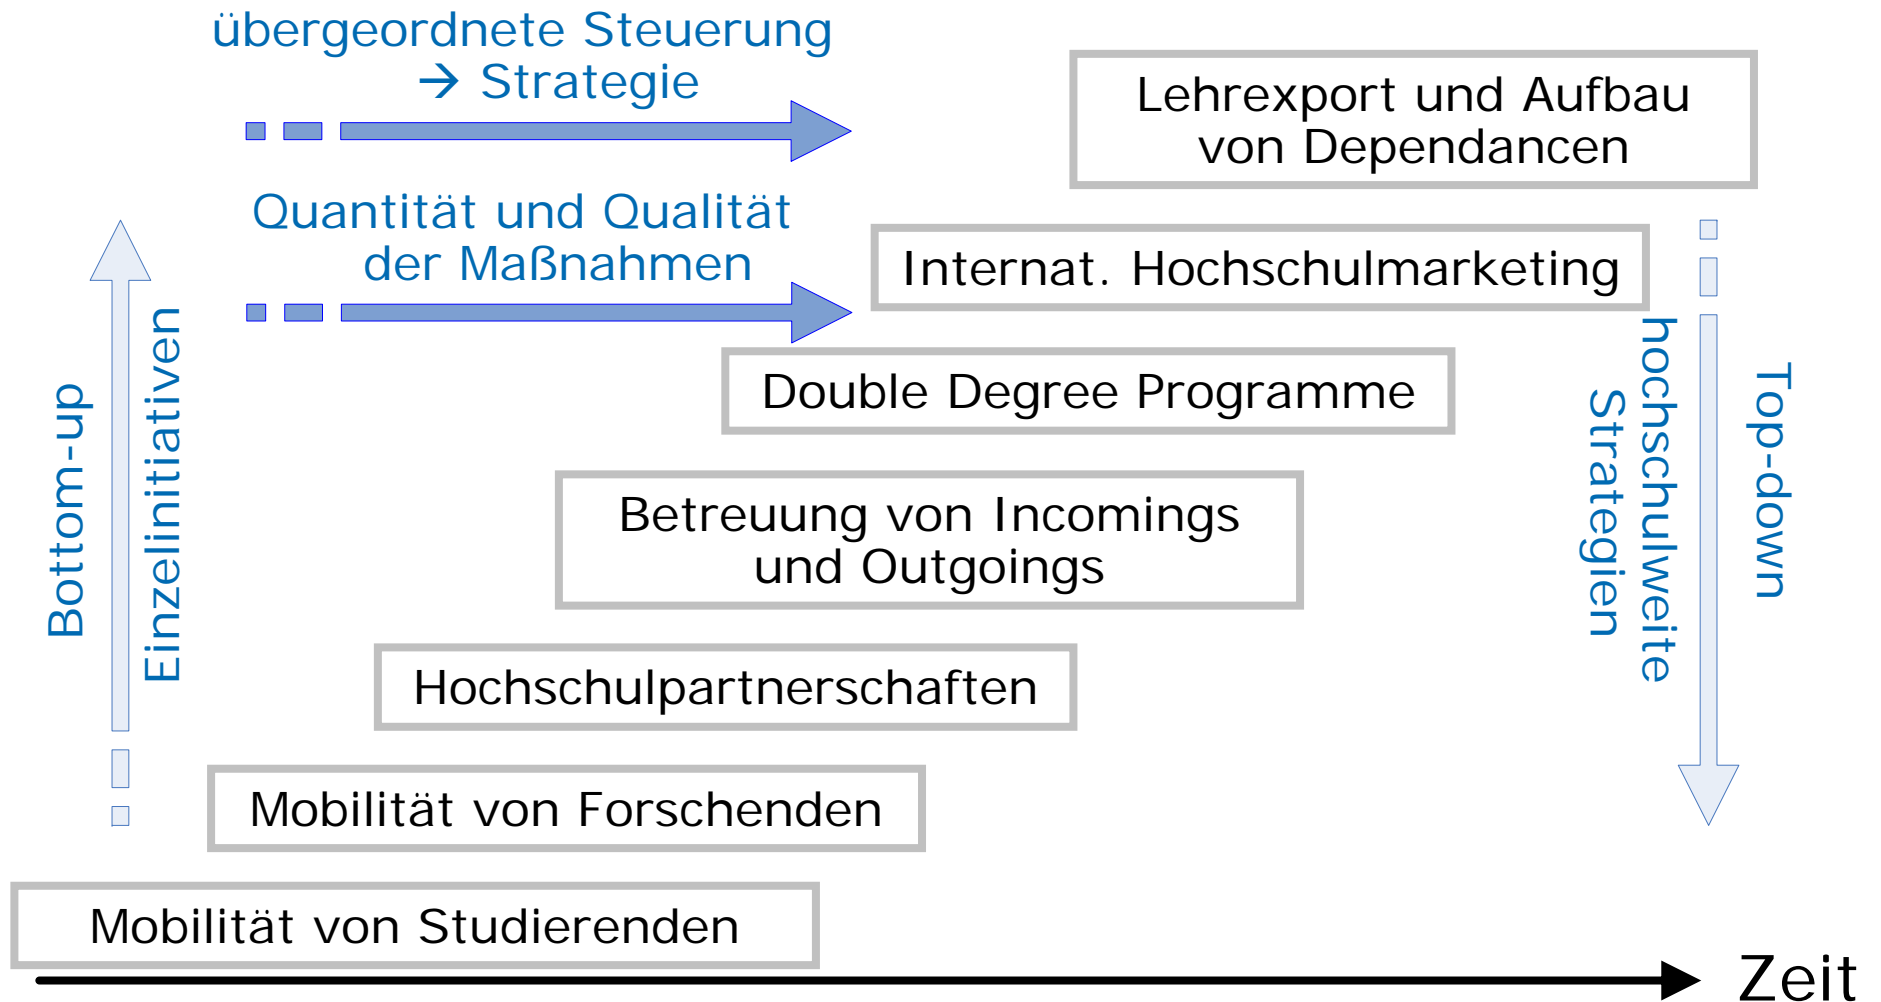 übergeordnete Steuerung
→ Strategie
Lehrexport und Aufbau
von Dependancen
Quantität und Qualität
der Maßnahmen
Internat. Hochschulmarketing
Double Degree Programme
Bottom-up
Einzelinitiativen
hochschulweite
Strategien
Top-down
Betreuung von Incomings
und Outgoings
Hochschulpartnerschaften
Mobilität von Forschenden
Mobilität von Studierenden
Zeit